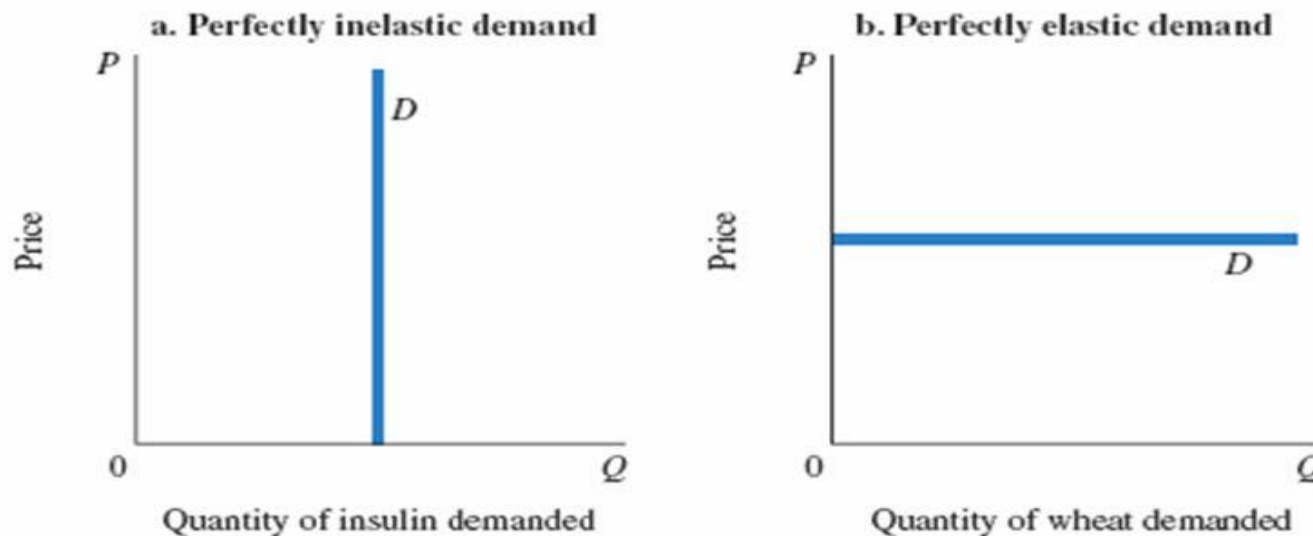 a. Perfectly inelastic demand
P
D
Price
0
Q
Quantity of insulin demanded
b. Perfectly elastic demand
P
D
Price
0
Q
Quantity of wheat demanded